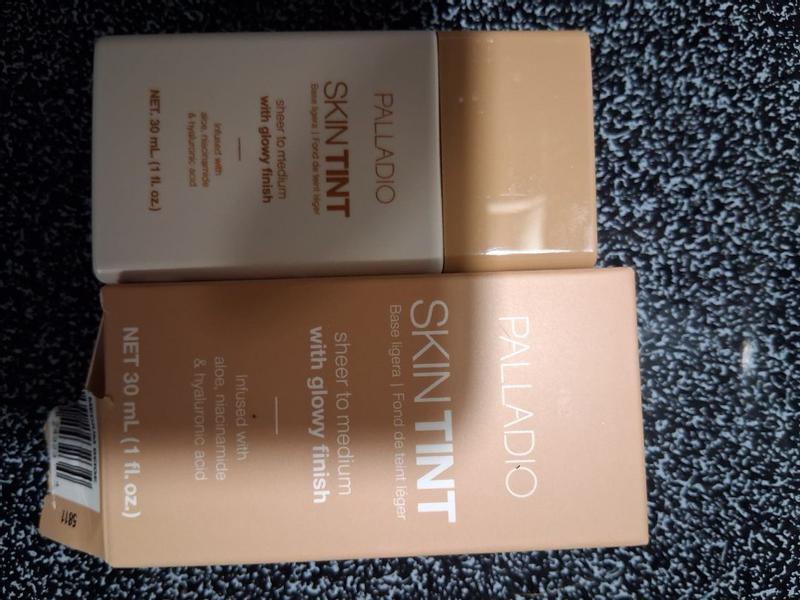 PALLADIO
SKIN TINT
Base ligera | Fond de teint léger
sheer to medium
with glowy finish
Infused with
aloe, niacinamide
& hyaluronic acid
NET. 30 mL. (1 fl. oz.)
PALLADIO
SKIN TINT
Base ligera | Fond de teint léger
sheer to medium
with glowy finish
Infused with
aloe, niacinamide
& hyaluronic acid
NET 30 mL (1 fl. oz.)
5811